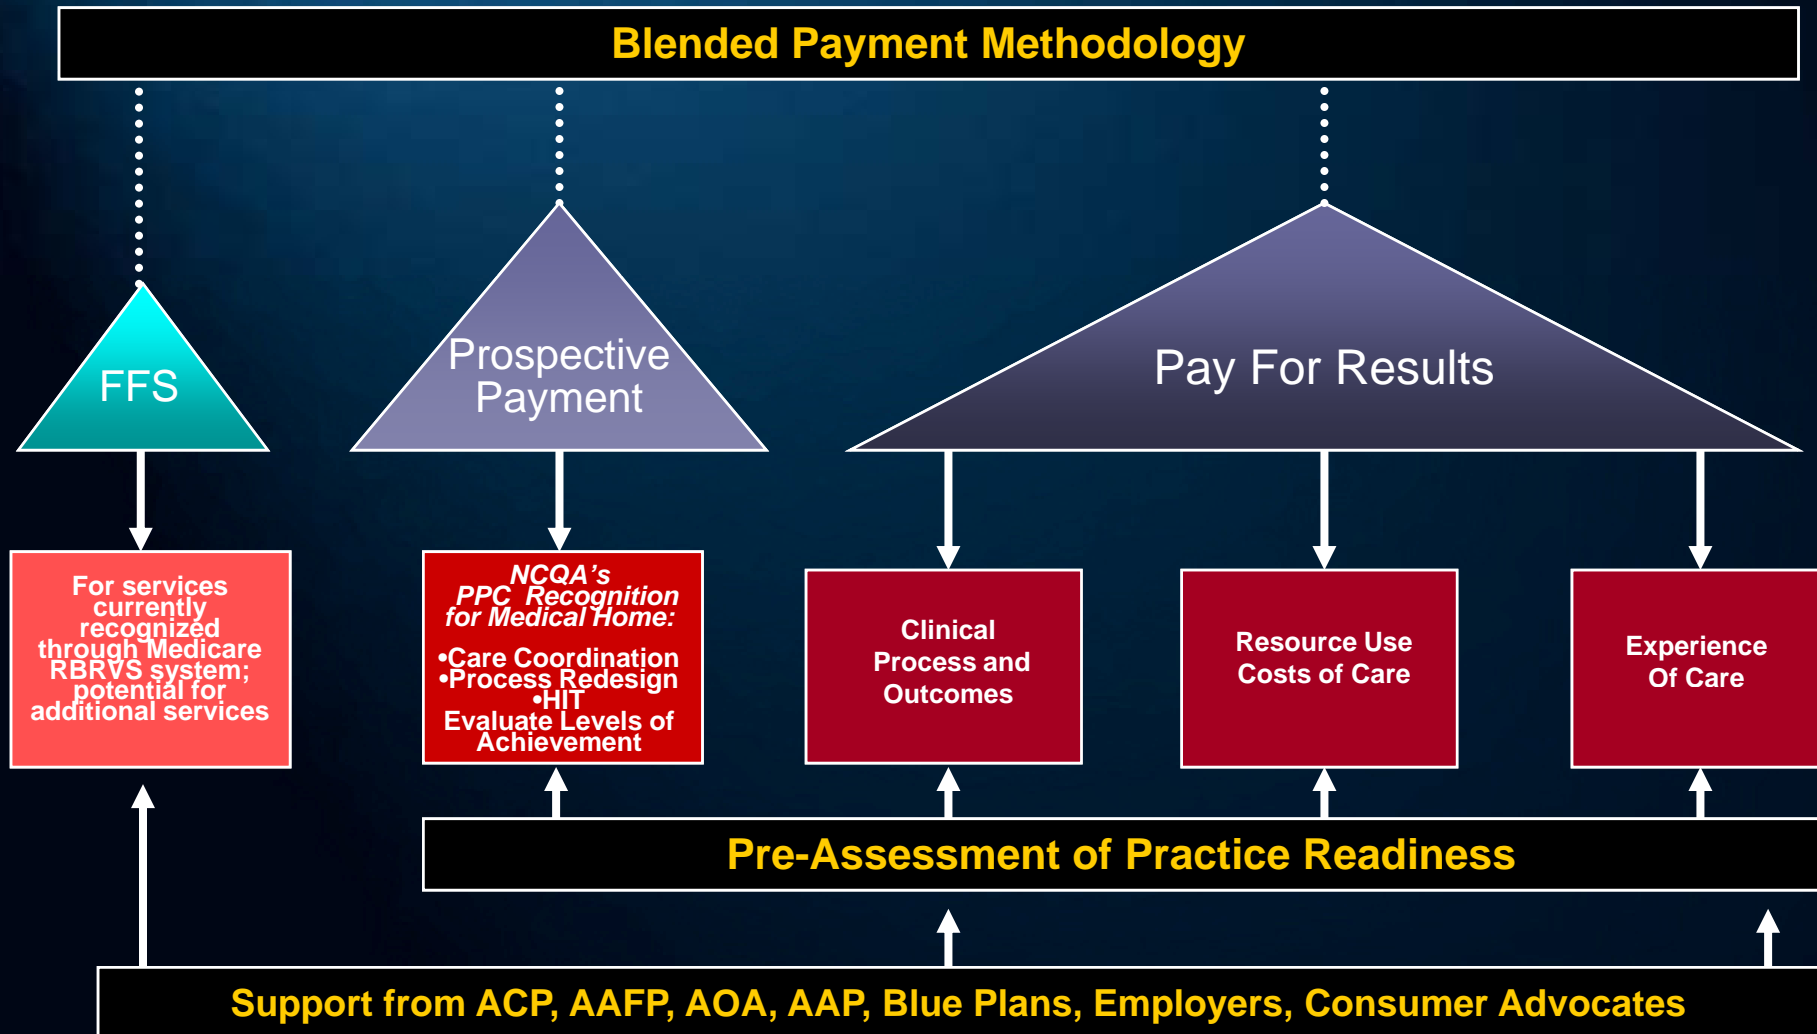 Blended Payment Methodology
FFS
Prospective
Payment
Pay For Results
For services
currently
recognized
through Medicare
RBRVS system;
potential for
additional services
NCQA’s
PPC Recognition
for Medical Home:
•Care Coordination
•Process Redesign
•HIT
Evaluate Levels of
Achievement
Clinical
Process and
Outcomes
Resource Use
Costs of Care
Experience
Of Care
Pre-Assessment of Practice Readiness
Support from ACP, AAFP, AOA, AAP, Blue Plans, Employers, Consumer Advocates